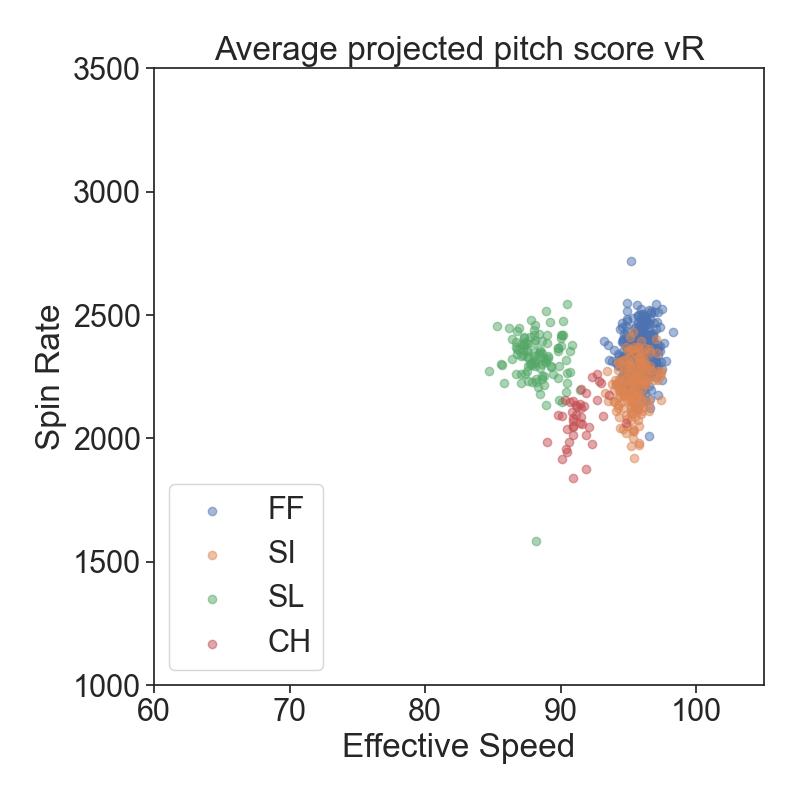 Average projected pitch score vR
3500
3000
2500
2000
1500
1000
Spin Rate
FF
SI
SL
CH
60 70 80 90 100
Effective Speed